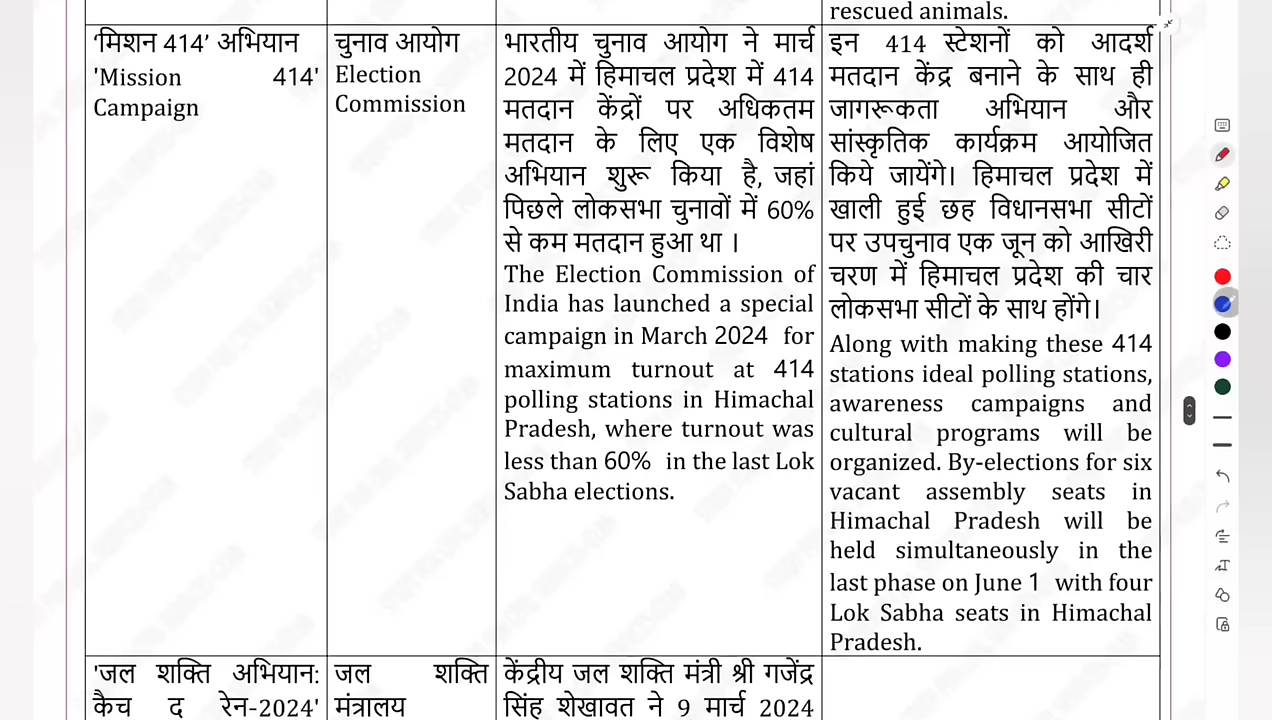 rescued animals.
‘मिशन 414’ अभियान
'Mission 414'
Campaign
चुनाव आयोग
Election
Commission
भारतीय चुनाव आयोग ने मार्च
2024 में हिमाचल प्रदेश में 414
मतदान केंद्रों पर अधिकतम
मतदान के लिए एक विशेष
अभियान शुरू किया है, जहां
पिछले लोकसभा चुनावों में 60%
से कम मतदान हुआ था ।
The Election Commission of
India has launched a special
campaign in March 2024 for
maximum turnout at 414
polling stations in Himachal
Pradesh, where turnout was
less than 60% in the last Lok
Sabha elections.
इन 414 स्टेशनों को आदर्श
मतदान केंद्र बनाने के साथ ही
जागरूकता अभियान और
सांस्कृतिक कार्यक्रम आयोजित
किये जायेंगे। हिमाचल प्रदेश में
खाली हुई छह विधानसभा सीटों
पर उपचुनाव एक जून को आखिरी
चरण में हिमाचल प्रदेश की चार
लोकसभा सीटों के साथ होंगे।
Along with making these 414
stations ideal polling stations,
awareness campaigns and
cultural programs will be
organized. By-elections for six
vacant assembly seats in
Himachal Pradesh will be
held simultaneously in the
last phase on June 1 with four
Lok Sabha seats in Himachal
Pradesh.
'जल शक्ति अभियान:
कैच द रेन-2024'
जल शक्ति
मंत्रालय
केंद्रीय जल शक्ति मंत्री श्री गजेंद्र
सिंह शेखावत ने 9 मार्च 2024